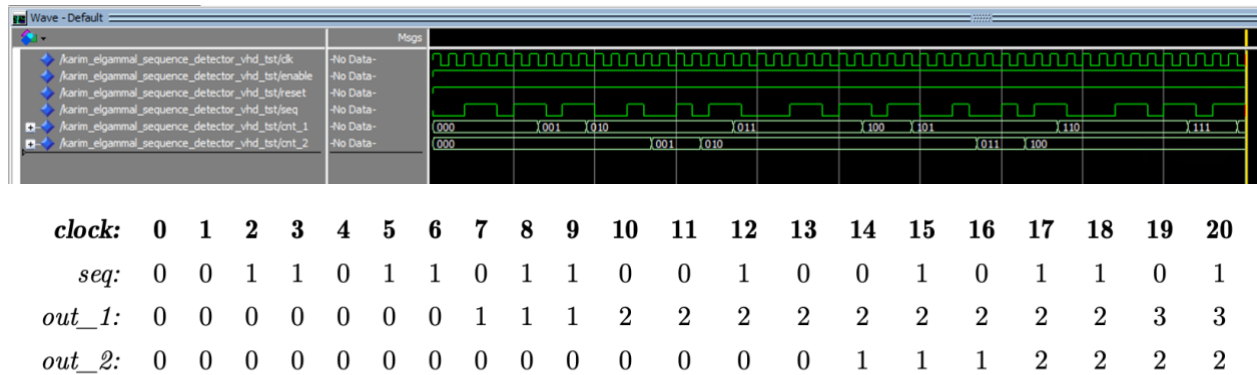 Wave - Default
Msgs
/karim_elgammal_sequence_detector_vhd_tst/clk -No Data-
/karim_elgammal_sequence_detector_vhd_tst/enable -No Data-
/karim_elgammal_sequence_detector_vhd_tst/reset -No Data-
/karim_elgammal_sequence_detector_vhd_tst/seq -No Data-
/karim_elgammal_sequence_detector_vhd_tst/cnt_1 -No Data- 000 001 010 011 100 101 110 111
/karim_elgammal_sequence_detector_vhd_tst/cnt_2 -No Data- 000 001 010 011 100
clock: 0 1 2 3 4 5 6 7 8 9 10 11 12 13 14 15 16 17 18 19 20
seq: 0 0 1 1 0 1 1 0 1 1 0 0 1 0 0 1 0 1 1 0 1
out_1: 0 0 0 0 0 0 0 1 1 1 2 2 2 2 2 2 2 2 2 3 3
out_2: 0 0 0 0 0 0 0 0 0 0 0 0 0 0 1 1 1 2 2 2 2